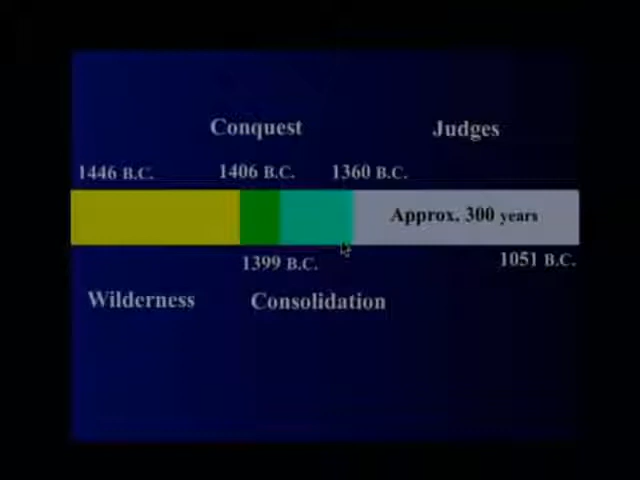 Conquest Judges
1446 B.C. 1406 B.C. 1360 B.C.
Approx. 300 years
1399 B.C. 1051 B.C.
Wilderness Consolidation